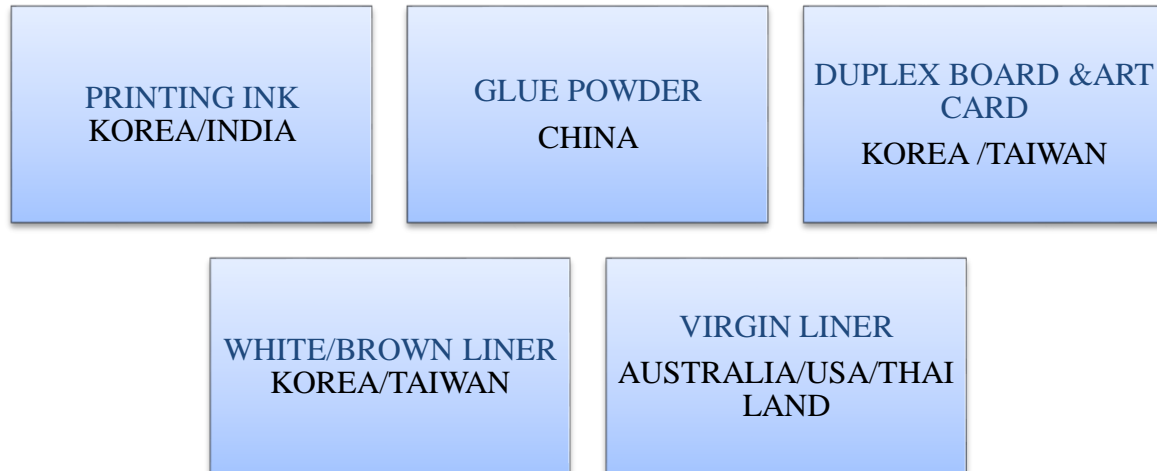 PRINTING INK
KOREA/INDIA
GLUE POWDER
CHINA
DUPLEX BOARD &ART
CARD
KOREA /TAIWAN
WHITE/BROWN LINER
KOREA/TAIWAN
VIRGIN LINER
AUSTRALIA/USA/THAI
LAND